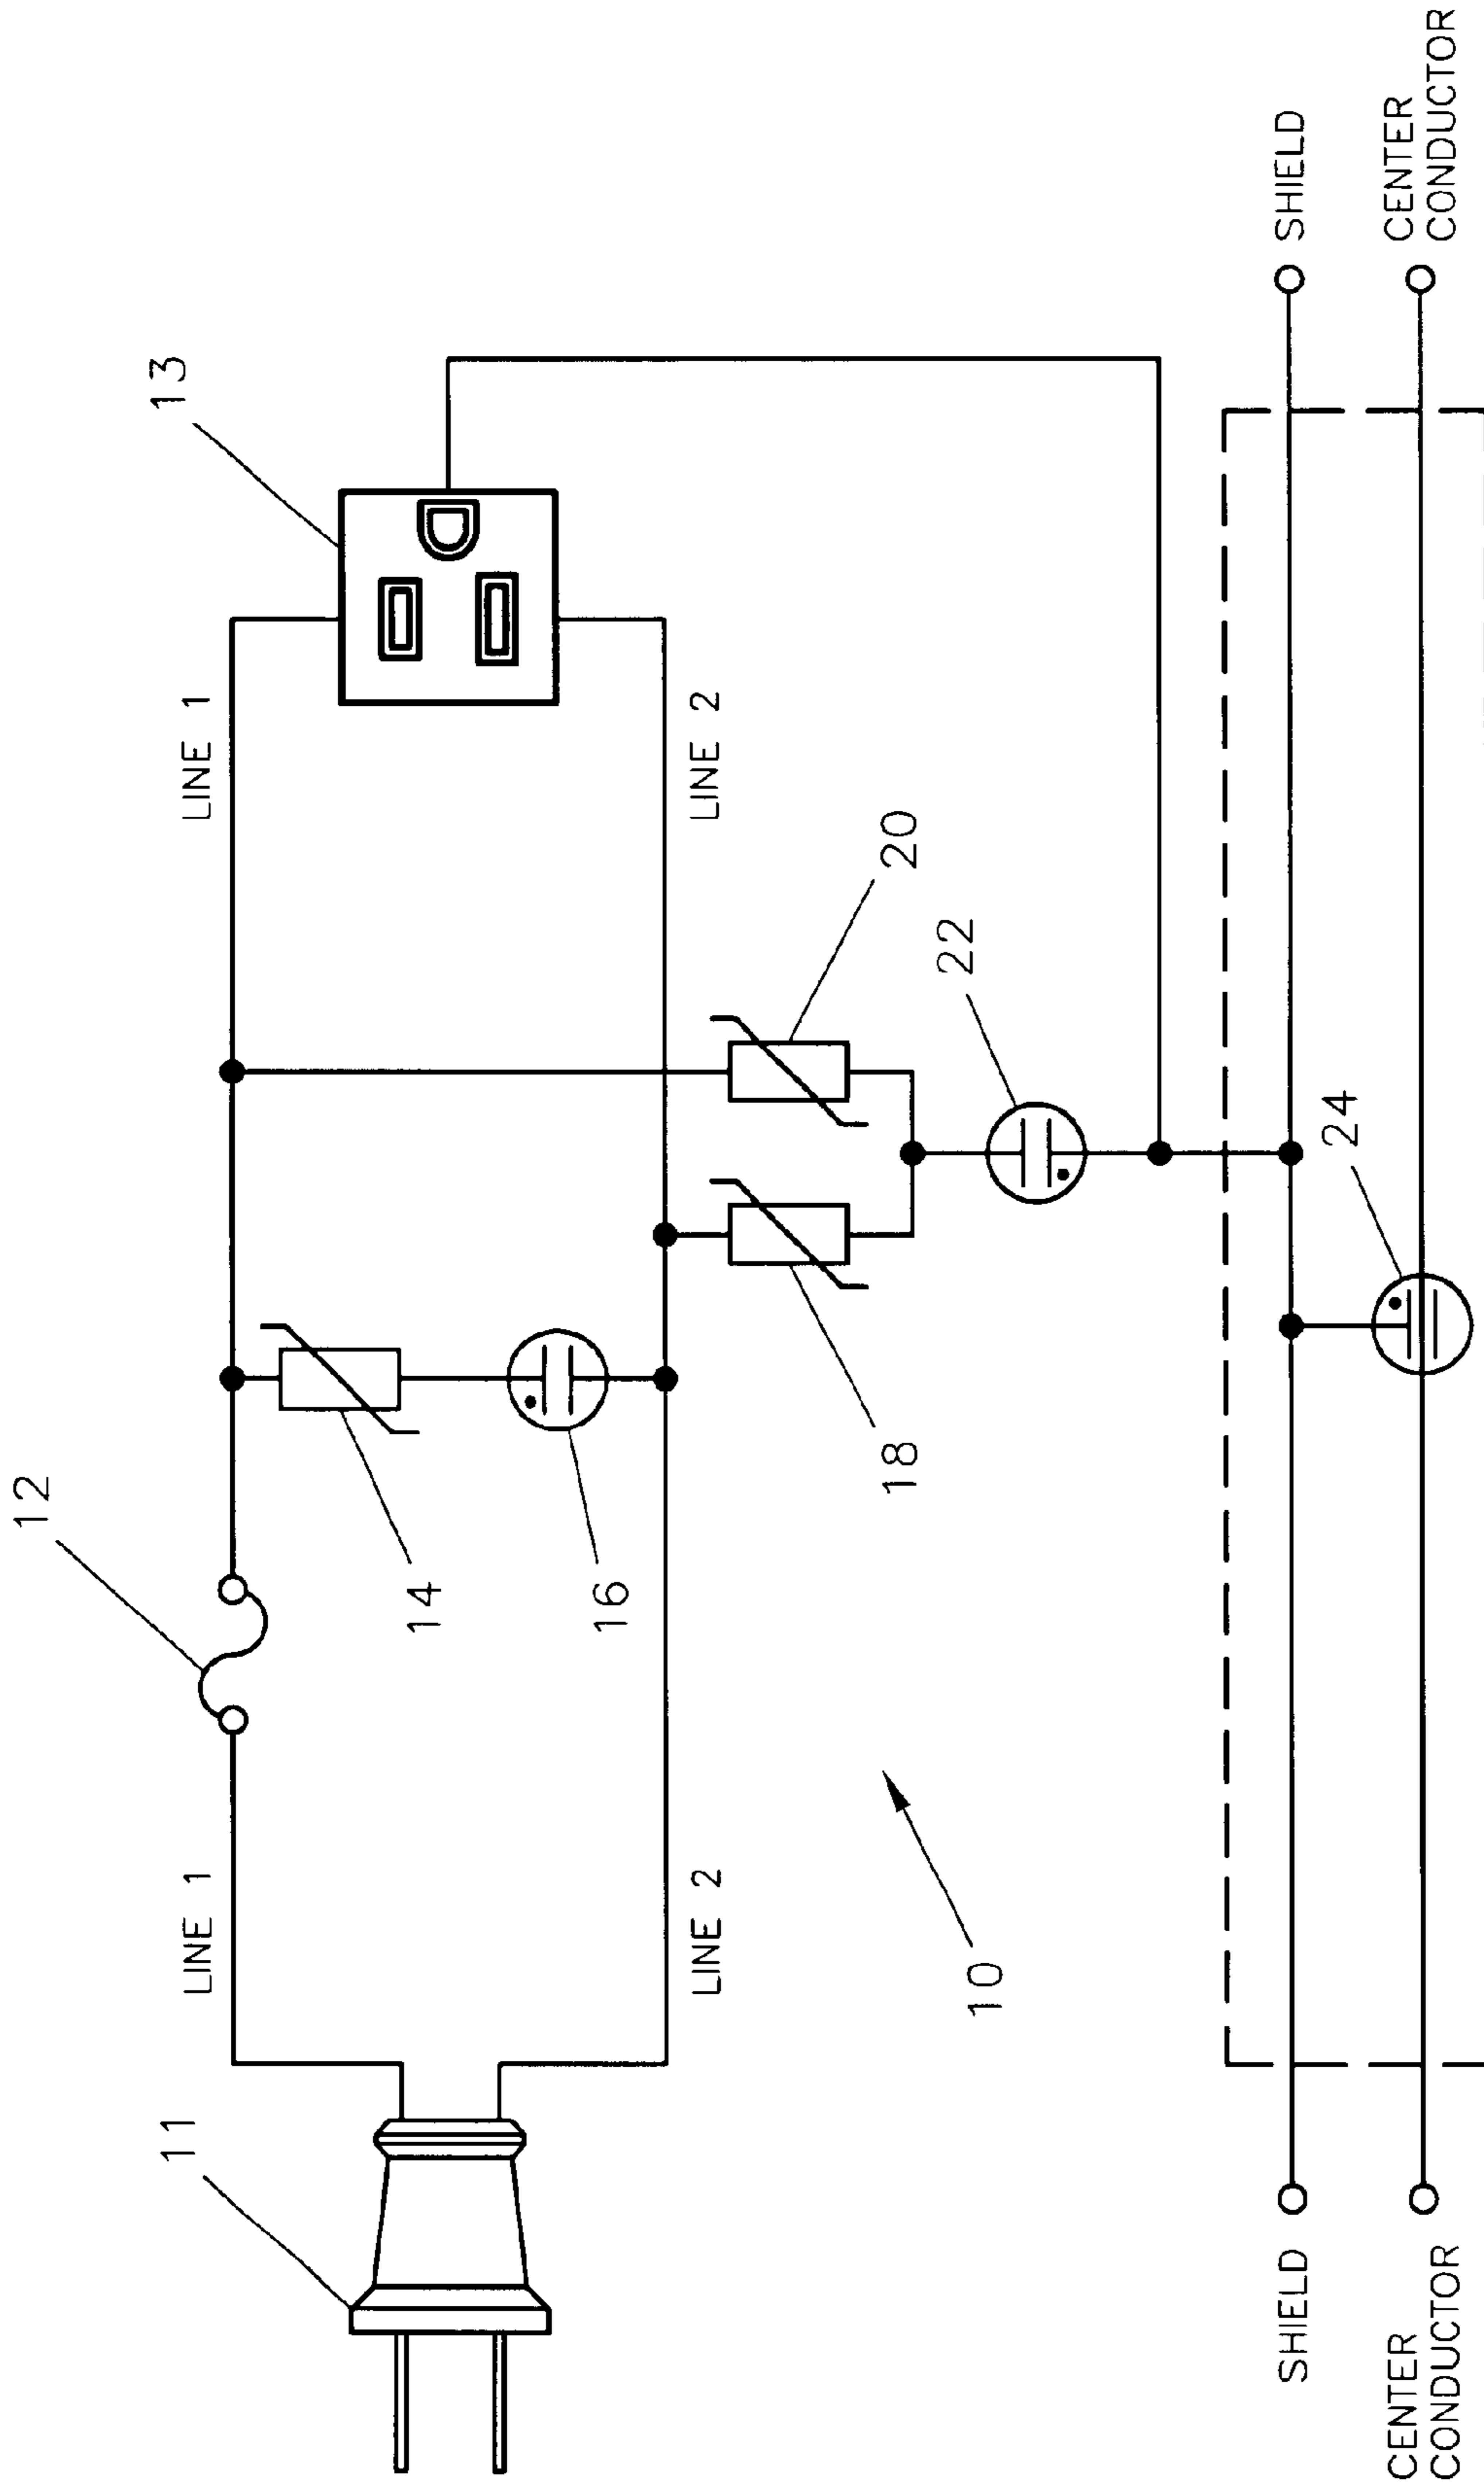 12
13
11
LINE 1
LINE 1
14
16
LINE 2
LINE 2
18
20
22
10
24
SHIELD
SHIELD
CENTER
CONDUCTOR
CENTER
CONDUCTOR